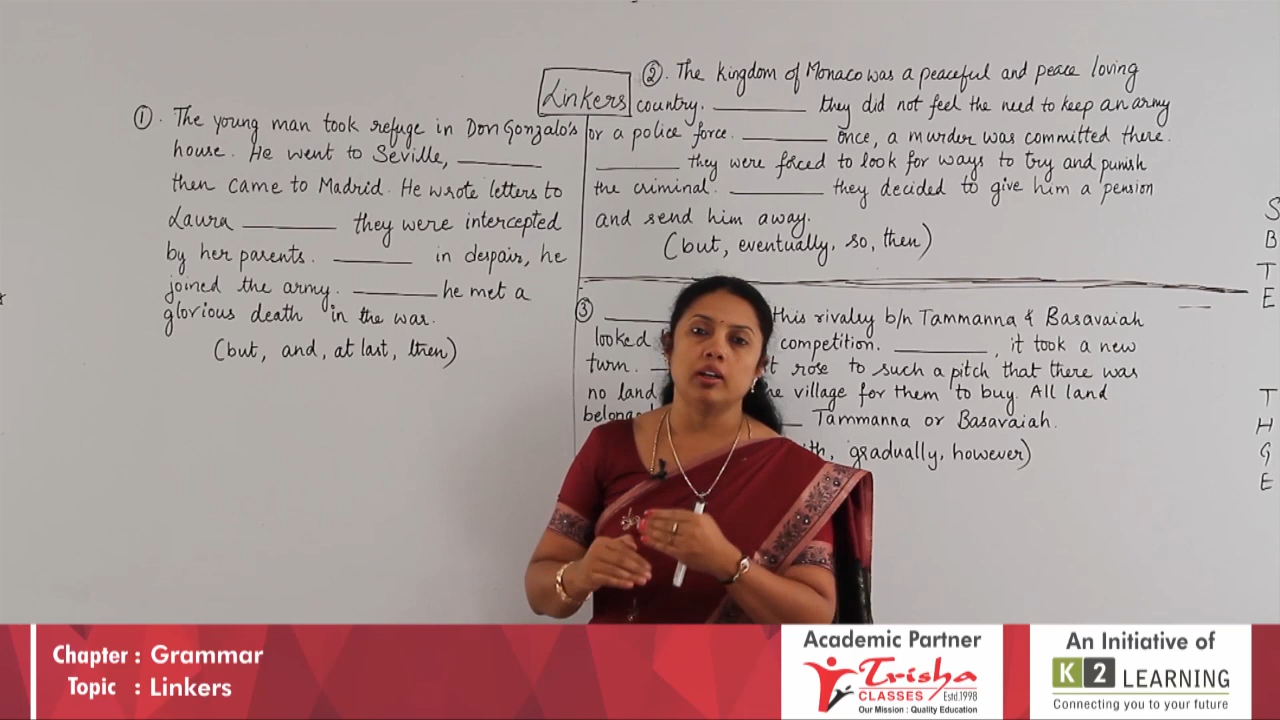 Linkers
①. The young man took refuge in Don Gonzalo's
house. He went to Seville, ________
then came to Madrid. He wrote letters to
Laura ________ they were intercepted
by her parents. ________ in despair, he
joined the army. ________ he met a
glorious death in the war.
(but, and, at last, then)
②. The kingdom of Monaco was a peaceful and peace loving
country. ________ they did not feel the need to keep an army
or a police force. ________ once, a murder was committed there.
________ they were forced to look for ways to try and punish
the criminal. ________ they decided to give him a pension
and send him away.
(but, eventually, so, then)
③ ________ this rivalry b/n Tammanna & Basavaiah
looked competition. ________, it took a new
turn. rose to such a pitch that there was
no land village for them to buy. All land
Tammanna or Basavaiah.
gradually, however)
S
B
T
E
T
H
G
E
Chapter : Grammar
Topic : Linkers
Academic Partner
Trisha
CLASSES Estd.1998
Our Mission : Quality Education
An Initiative of
K2 LEARNING
Connecting you to your future